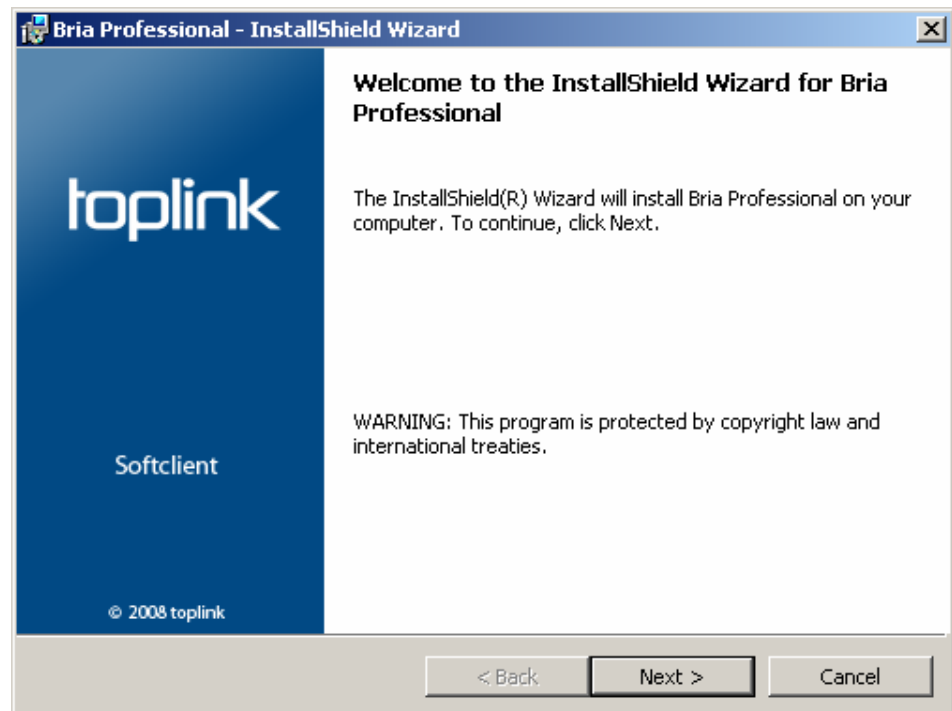 Bria Professional - InstallShield Wizard
toplink
Softclient
© 2008 toplink
Welcome to the InstallShield Wizard for Bria
Professional
The InstallShield(R) Wizard will install Bria Professional on your
computer. To continue, click Next.
WARNING: This program is protected by copyright law and
international treaties.
< Back
Next >
Cancel